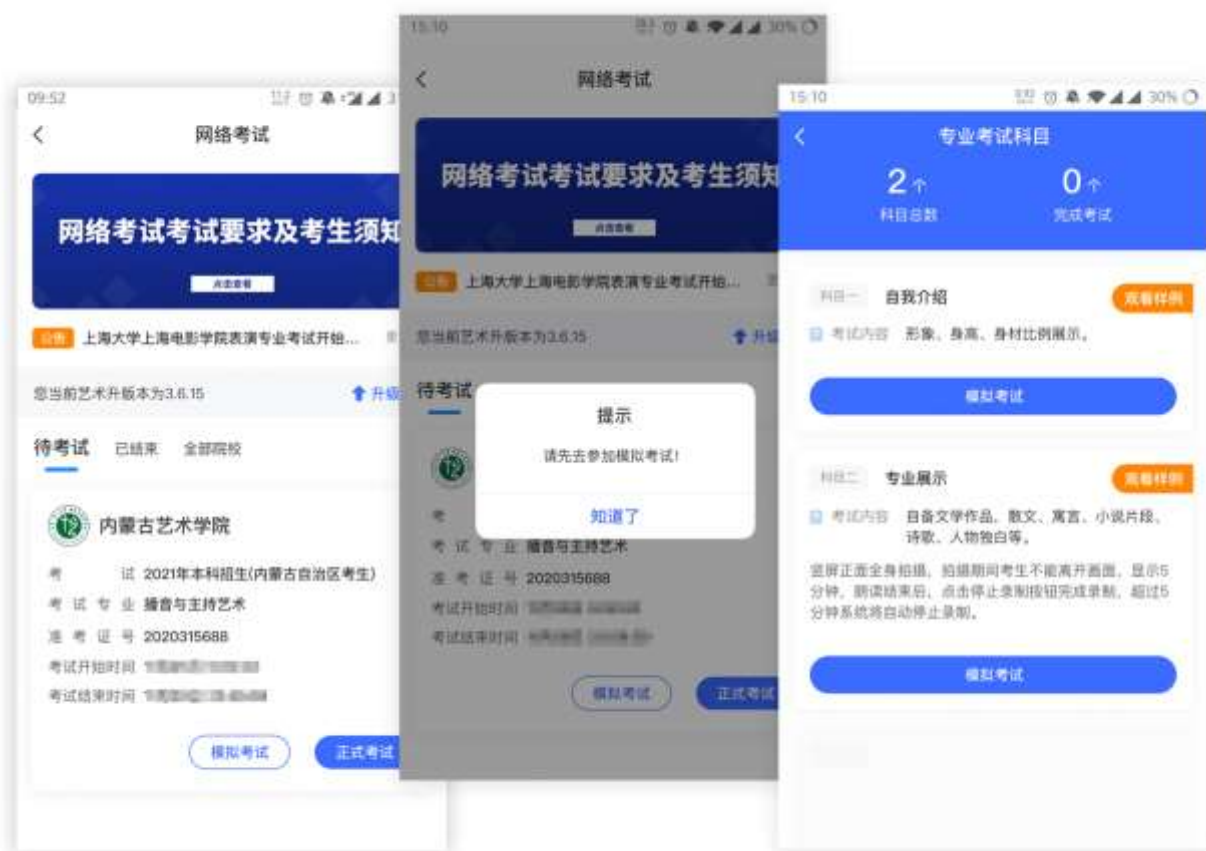 09:52
网络考试
网络考试考试要求及考生须知
点击查看
公告 上海大学上海电影学院表演专业考试开始...
您当前艺术升版本为3.6.15
升级
待考试 已结束 全部院校
内蒙古艺术学院
考 试 2021年本科招生(内蒙古自治区考生)
考 试 专 业 播音与主持艺术
准 考 证 号 2020315688
考试开始时间
考试结束时间
模拟考试 正式考试
15:10 30%
网络考试
网络考试考试要求及考生须知
点击查看
公告 上海大学上海电影学院表演专业考试开始...
您当前艺术升版本为3.6.15
升级
待考试
提示
请先去参加模拟考试!
知道了
考
考 试 专 业 播音与主持艺术
准 考 证 号 2020315688
考试开始时间
考试结束时间
模拟考试 正式考试
15:10 30%
专业考试科目
2个 0个
科目总数 完成考试
科目一 自我介绍 观看样例
考试内容 形象、身高、身材比例展示。
模拟考试
科目二 专业展示 观看样例
考试内容 自备文学作品、散文、寓言、小说片段、
诗歌、人物独白等。
竖屏正面全身拍摄，拍摄期间考生不能离开画面，显示5
分钟，朗读结束后，点击停止录制按钮完成录制，超过5
分钟系统将自动停止录制。
模拟考试